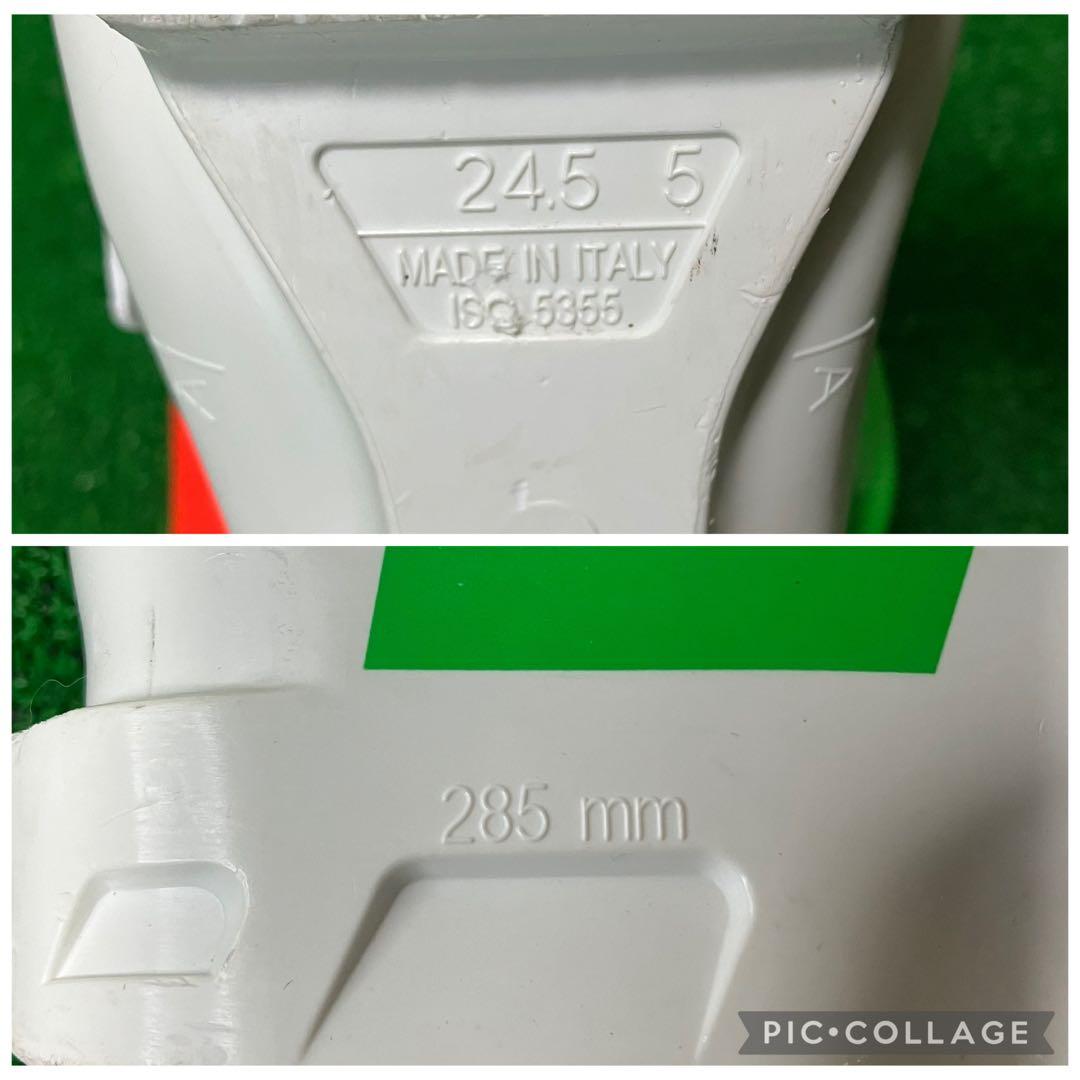 24.5 5
MADE IN ITALY
ISO 5355
A
285 mm
PIC•COLLAGE